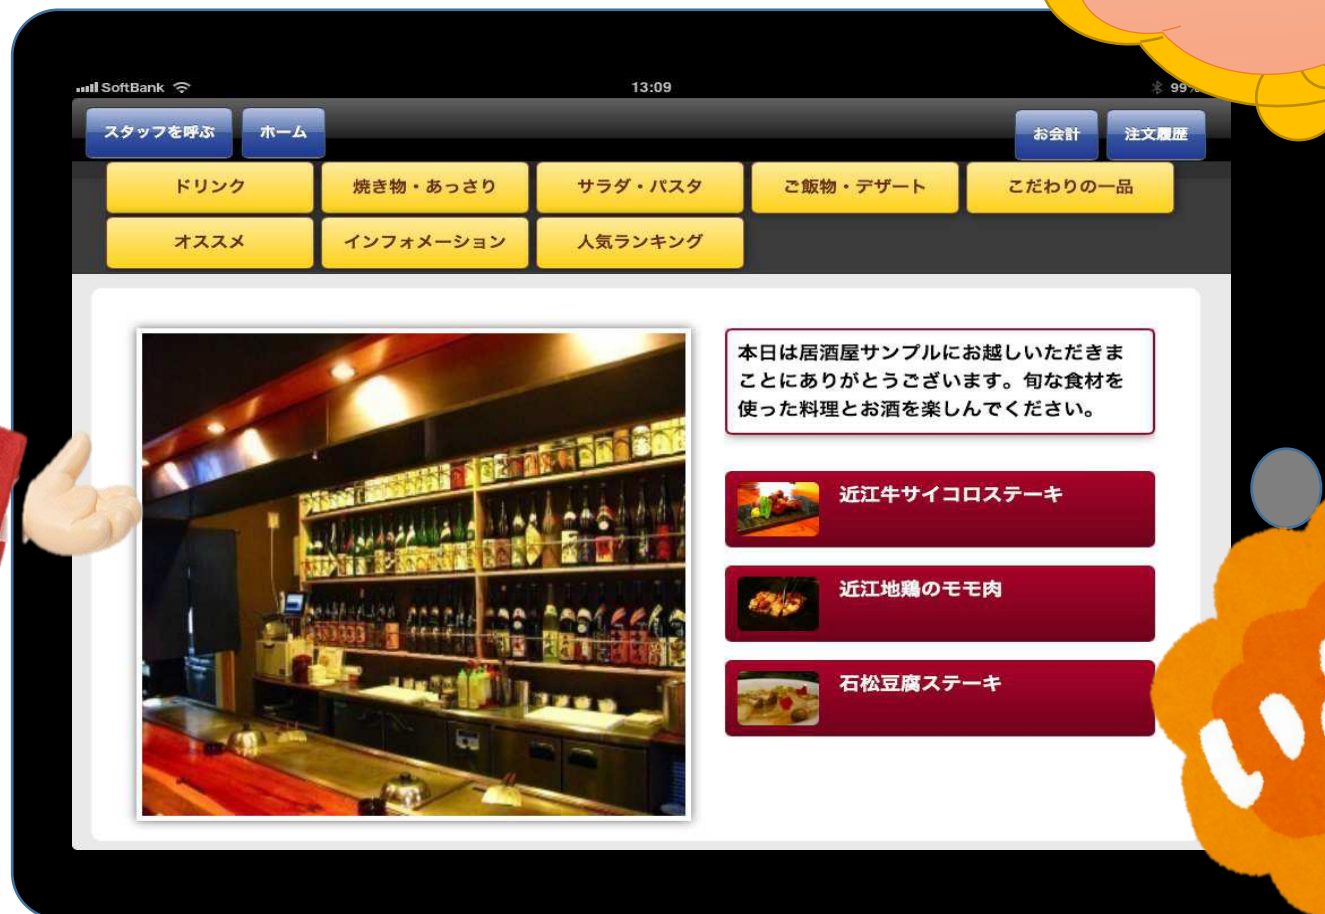 SoftBank 13:09 99%
スタッフを呼ぶ ホーム お会計 注文履歴
ドリンク 焼き物・あっさり サラダ・パスタ ご飯物・デザート こだわりの一品
オススメ インフォメーション 人気ランキング
本日は居酒屋サンプルにお越しいただきま
ことにありがとうございます。旬な食材を
使った料理とお酒を楽しんでください。
近江牛サイコロステーキ
近江地鶏のモモ肉
石松豆腐ステーキ